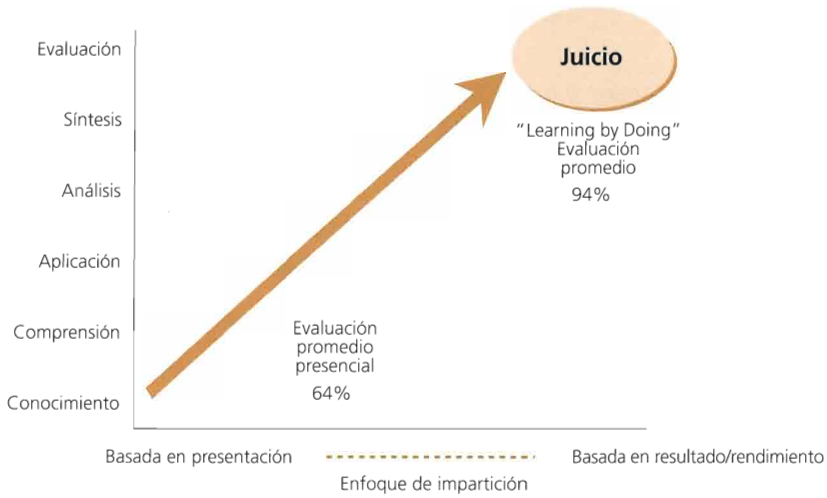 Evaluación
Síntesis
Análisis
Aplicación
Comprensión
Conocimiento
Juicio
"Learning by Doing"
Evaluación
promedio
94%
Evaluación
promedio
presencial
64%
Basada en presentación
Basada en resultado/rendimiento
Enfoque de impartición